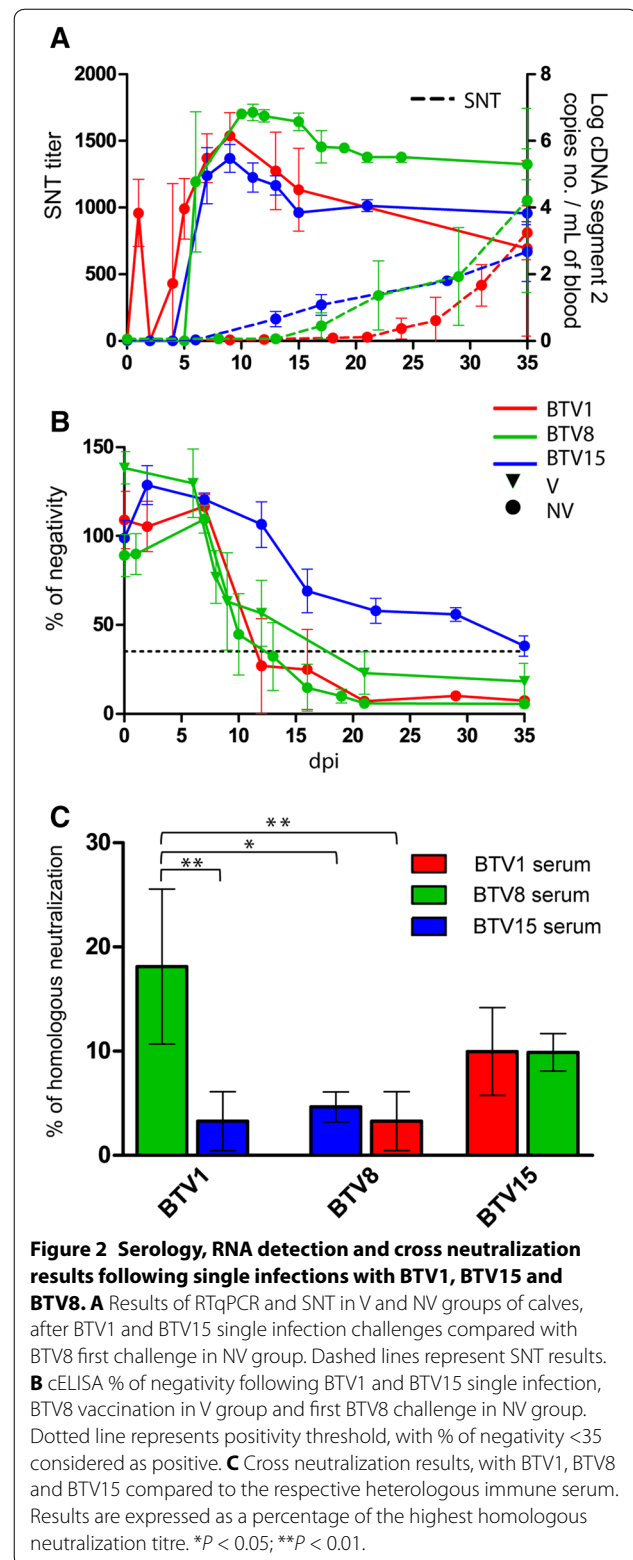 A
2000
1500
1000
500
0
SNT titer
SNT
8
6
4
2
0
Log cDNA segment 2
copies no. / mL of blood
0 5 10 15 20 25 30 35
B
150
100
50
0
% of negativity
BTV1
BTV8
BTV15
V
NV
0 5 10 15 20 25 30 35
dpi
C
30
20
10
0
% of homologous neutralization
**
*
**
BTV1 serum
BTV8 serum
BTV15 serum
BTV1 BTV8 BTV15
Figure 2 Serology, RNA detection and cross neutralization
results following single infections with BTV1, BTV15 and
BTV8. A Results of RTqPCR and SNT in V and NV groups of calves,
after BTV1 and BTV15 single infection challenges compared with
BTV8 first challenge in NV group. Dashed lines represent SNT results.
B cELISA % of negativity following BTV1 and BTV15 single infection,
BTV8 vaccination in V group and first BTV8 challenge in NV group.
Dotted line represents positivity threshold, with % of negativity <35
considered as positive. C Cross neutralization results, with BTV1, BTV8
and BTV15 compared to the respective heterologous immune serum.
Results are expressed as a percentage of the highest homologous
neutralization titre. *P < 0.05; **P < 0.01.